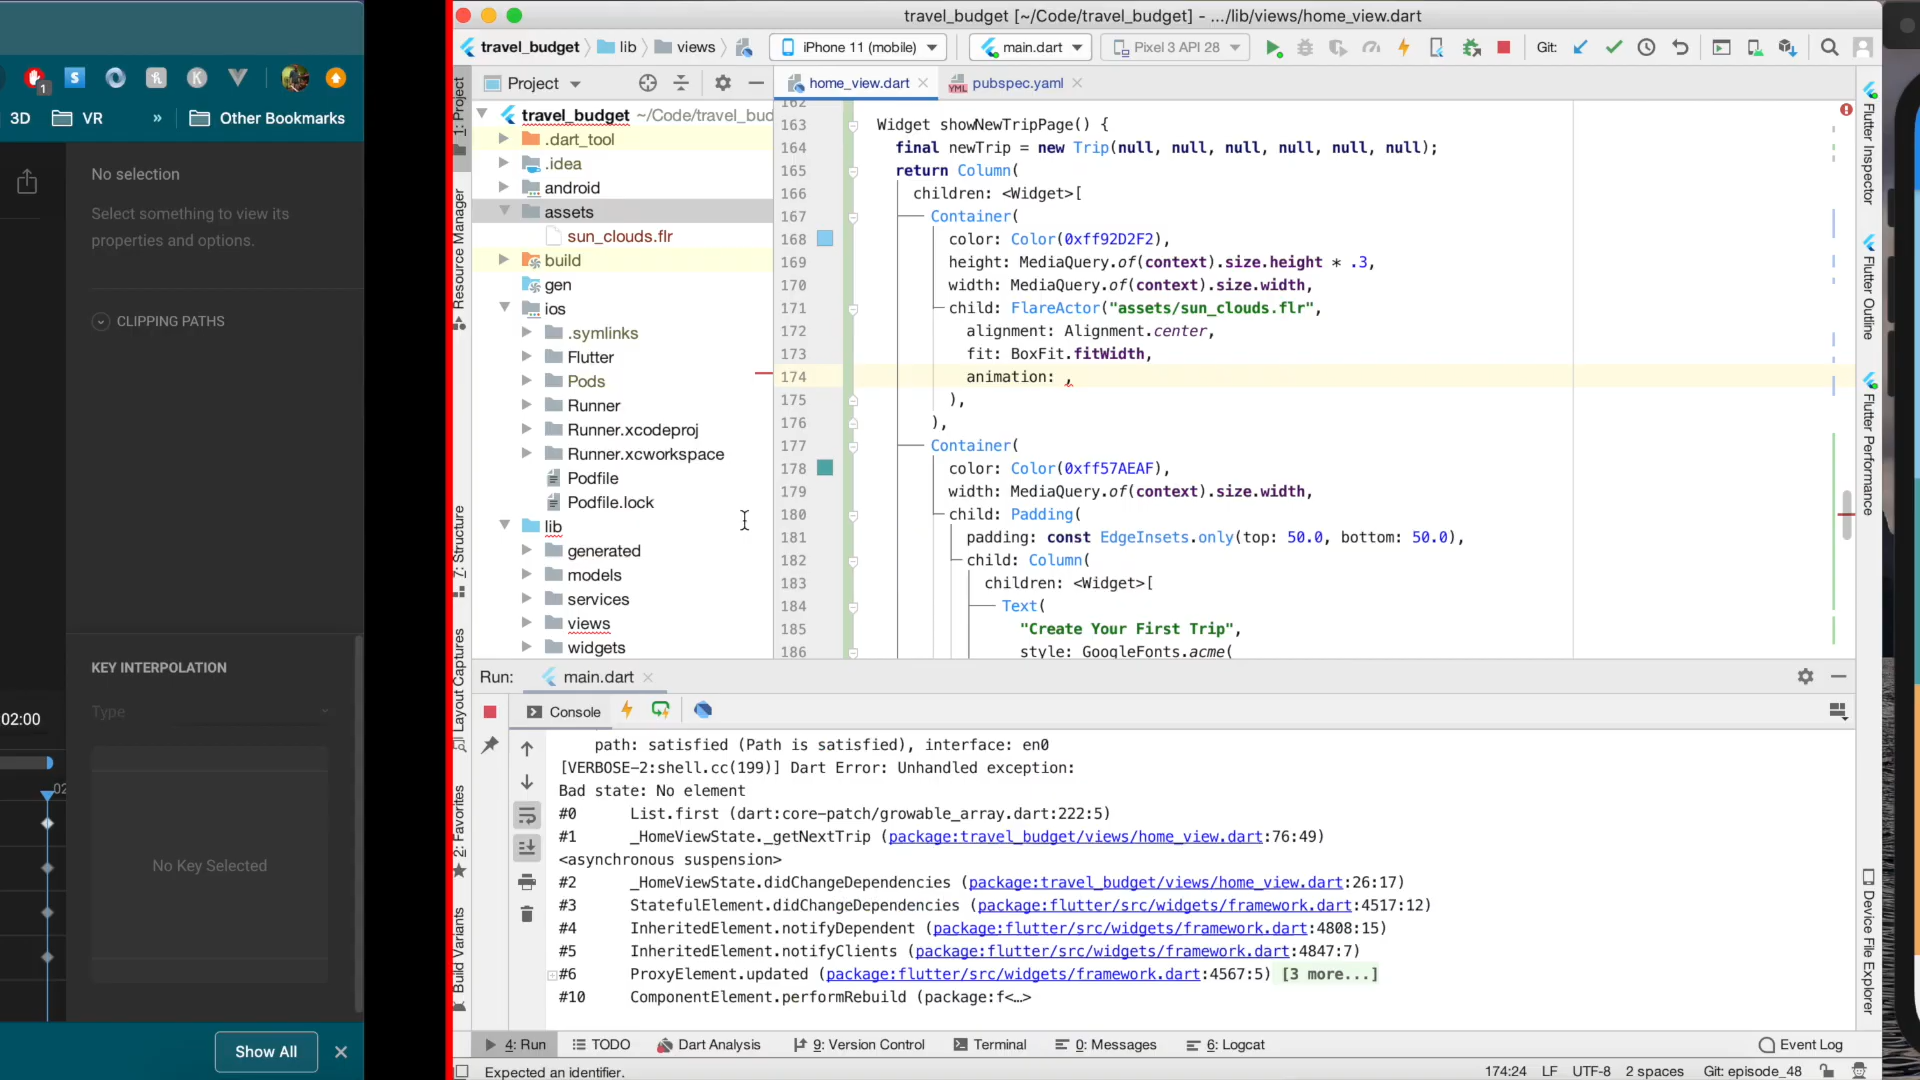 travel_budget [~/Code/travel_budget] - .../lib/views/home_view.dart
travel_budget
lib
views
iPhone 11 (mobile)
main.dart
Pixel 3 API 28
Git:
1
S
K
3D
VR
»
Other Bookmarks
No selection
Select something to view its
properties and options.
CLIPPING PATHS
KEY INTERPOLATION
Type
02:00
02
No Key Selected
Show All
1: Project
Resource Manager
7: Structure
Layout Captures
2: Favorites
Build Variants
Project
travel_budget ~/Code/travel_bud
.dart_tool
.idea
android
assets
sun_clouds.flr
build
gen
ios
.symlinks
Flutter
Pods
Runner
Runner.xcodeproj
Runner.xcworkspace
Podfile
Podfile.lock
lib
generated
models
services
views
widgets
home_view.dart
YML
pubspec.yaml
162
163 Widget showNewTripPage() {
164 final newTrip = new Trip(null, null, null, null, null, null);
165 return Column(
166 children: <Widget>[
167 Container(
168 color: Color(0xff92D2F2),
169 height: MediaQuery.of(context).size.height * .3,
170 width: MediaQuery.of(context).size.width,
171 child: FlareActor("assets/sun_clouds.flr",
172 alignment: Alignment.center,
173 fit: BoxFit.fitWidth,
174 animation: ,
175 ),
176 ),
177 Container(
178 color: Color(0xff57AEAF),
179 width: MediaQuery.of(context).size.width,
180 child: Padding(
181 padding: const EdgeInsets.only(top: 50.0, bottom: 50.0),
182 child: Column(
183 children: <Widget>[
184 Text(
185 "Create Your First Trip",
186 style: GoogleFonts.acme(
Flutter Inspector
Flutter Outline
Flutter Performance
Device File Explorer
Run:
main.dart
Console
path: satisfied (Path is satisfied), interface: en0
[VERBOSE-2:shell.cc(199)] Dart Error: Unhandled exception:
Bad state: No element
#0 List.first (dart:core-patch/growable_array.dart:222:5)
#1 _HomeViewState._getNextTrip (package:travel_budget/views/home_view.dart:76:49)
<asynchronous suspension>
#2 _HomeViewState.didChangeDependencies (package:travel_budget/views/home_view.dart:26:17)
#3 StatefulElement.didChangeDependencies (package:flutter/src/widgets/framework.dart:4517:12)
#4 InheritedElement.notifyDependent (package:flutter/src/widgets/framework.dart:4808:15)
#5 InheritedElement.notifyClients (package:flutter/src/widgets/framework.dart:4847:7)
#6 ProxyElement.updated (package:flutter/src/widgets/framework.dart:4567:5) [3 more...]
#10 ComponentElement.performRebuild (package:f<…>
4: Run
TODO
Dart Analysis
9: Version Control
Terminal
0: Messages
6: Logcat
Event Log
Expected an identifier.
174:24
LF
UTF-8
2 spaces
Git: episode_48